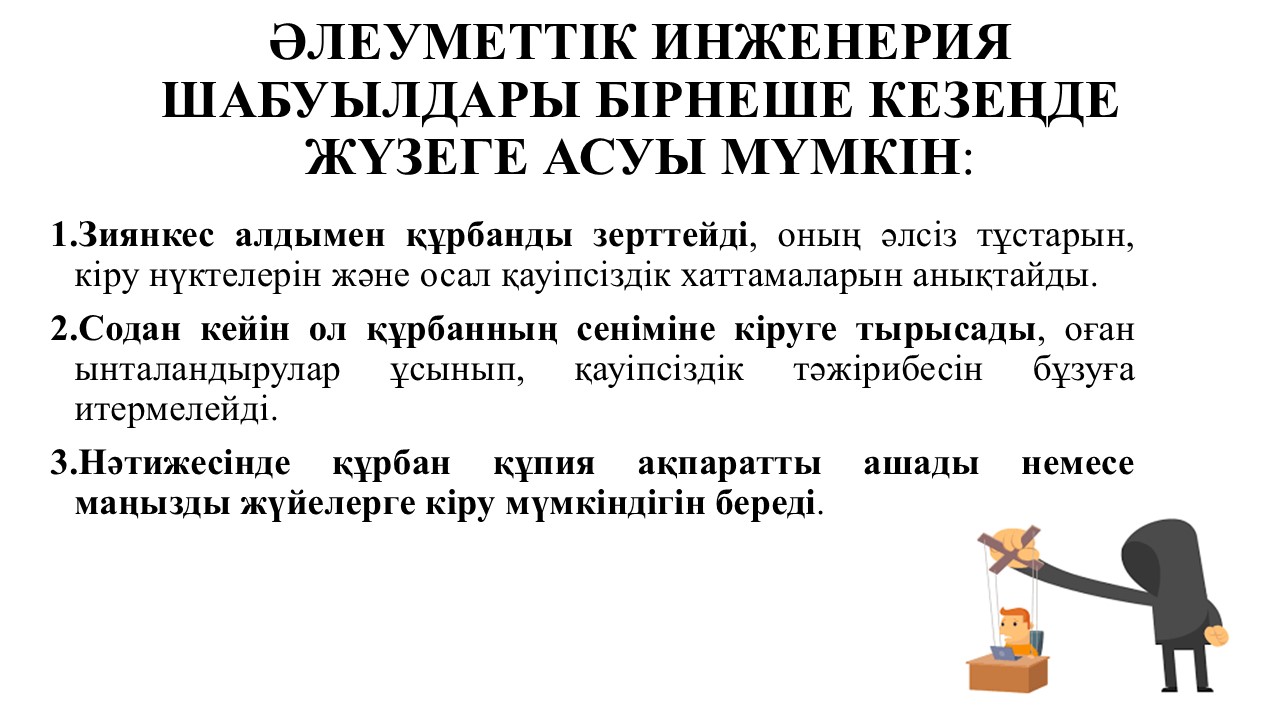 ӘЛЕУМЕТТІК ИНЖЕНЕРИЯ
ШАБУЫЛДАРЫ БІРНЕШЕ КЕЗЕҢДЕ
ЖҮЗЕГЕ АСУЫ МҮМКІН:
1.Зиянкес алдымен құрбанды зерттейді, оның әлсіз тұстарын,
кіру нүктелерін және осал қауіпсіздік хаттамаларын анықтайды.
2.Содан кейін ол құрбанның сеніміне кіруге тырысады, оған
ынталандырулар ұсынып, қауіпсіздік тәжірибесін бұзуға
итермелейді.
3.Нәтижесінде құрбан құпия ақпаратты ашады немесе
маңызды жүйелерге кіру мүмкіндігін береді.